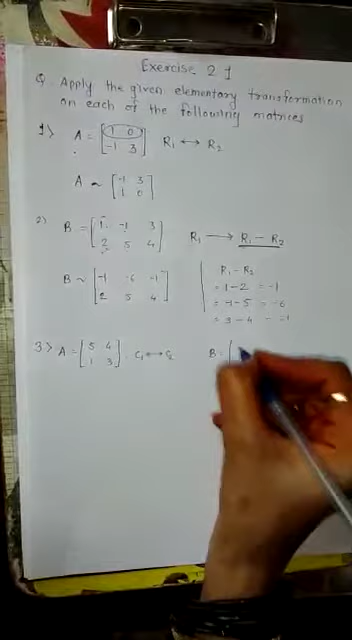 Exercise 2.1
Q. Apply the given elementary transformation
on each of the following matrices
1> A = [1 0
-1 3] R₁ ↔ R₂
A ~ [-1 3
1 0]
2) B = [1 -1 3
2 5 4] R₁ → R₁ - R₂
B ~ [-1 -6 -1
2 5 4]
R₁ - R₂
= 1 - 2 = -1
= -1 - 5 = -6
= 3 - 4 = -1
3> A = [5 4
1 3] . C₁ ↔ C₂ B = [